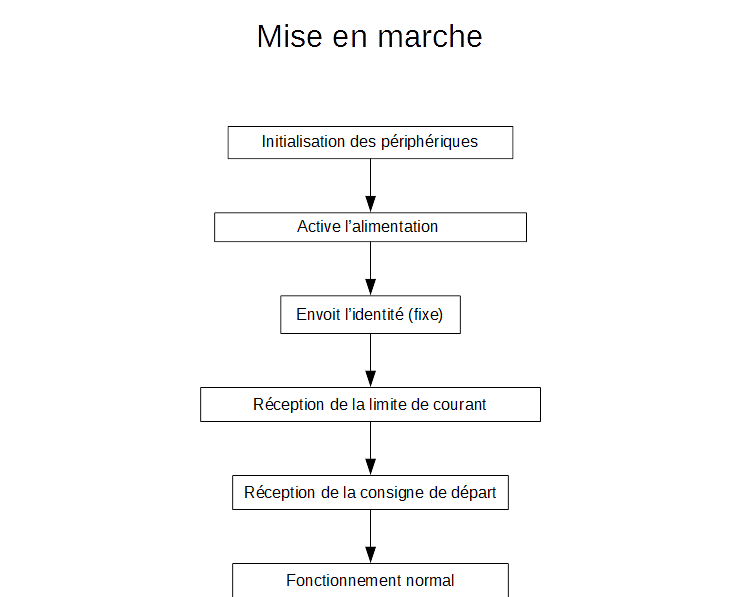 Mise en marche
Initialisation des périphériques
Active l’alimentation
Envoit l’identité (fixe)
Réception de la limite de courant
Réception de la consigne de départ
Fonctionnement normal